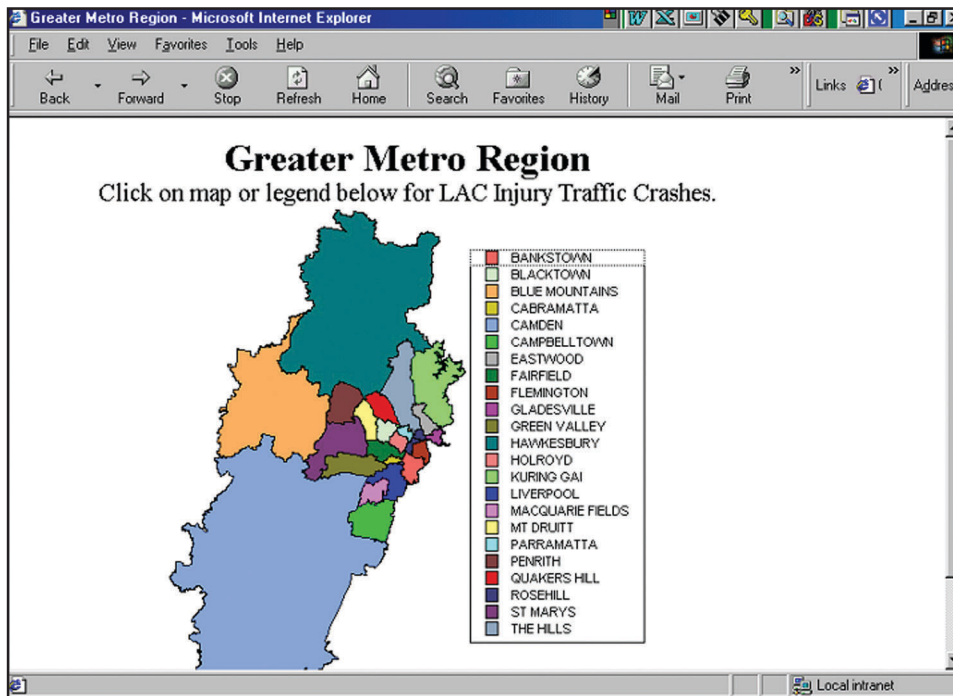 Greater Metro Region - Microsoft Internet Explorer
File Edit View Favorites Tools Help
Back Forward Stop Refresh Home Search Favorites History Mail Print » Links »
Greater Metro Region
Click on map or legend below for LAC Injury Traffic Crashes.
BANKSTOWN
BLACKTOWN
BLUE MOUNTAINS
CABRAMATTA
CAMDEN
CAMPBELLTOWN
EASTWOOD
FAIRFIELD
FLEMINGTON
GLADESVILLE
GREEN VALLEY
HAWKESBURY
HOLROYD
KURING GAI
LIVERPOOL
MACQUARIE FIELDS
MT DRUITT
PARRAMATTA
PENRITH
QUAKERS HILL
ROSEHILL
ST MARYS
THE HILLS
Local intranet